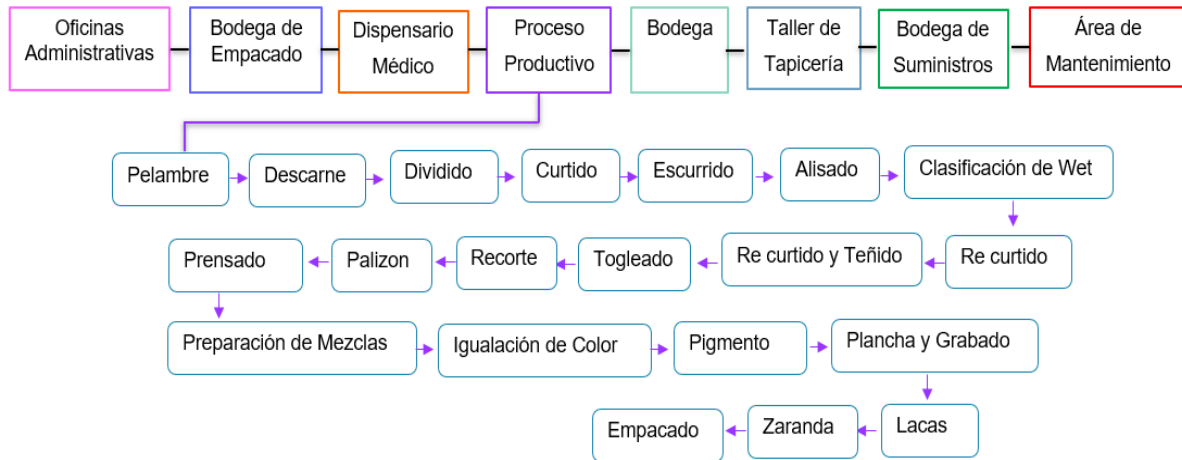 Oficinas
Administrativas
Bodega de
Empacado
Dispensario
Médico
Proceso
Productivo
Bodega
Taller de
Tapicería
Bodega de
Suministros
Área de
Mantenimiento
Pelambre
Descarne
Dividido
Curtido
Escurrido
Alisado
Clasificación de Wet
Re curtido
Re curtido y Teñido
Togleado
Recorte
Palizon
Prensado
Preparación de Mezclas
Igualación de Color
Pigmento
Plancha y Grabado
Lacas
Zaranda
Empacado